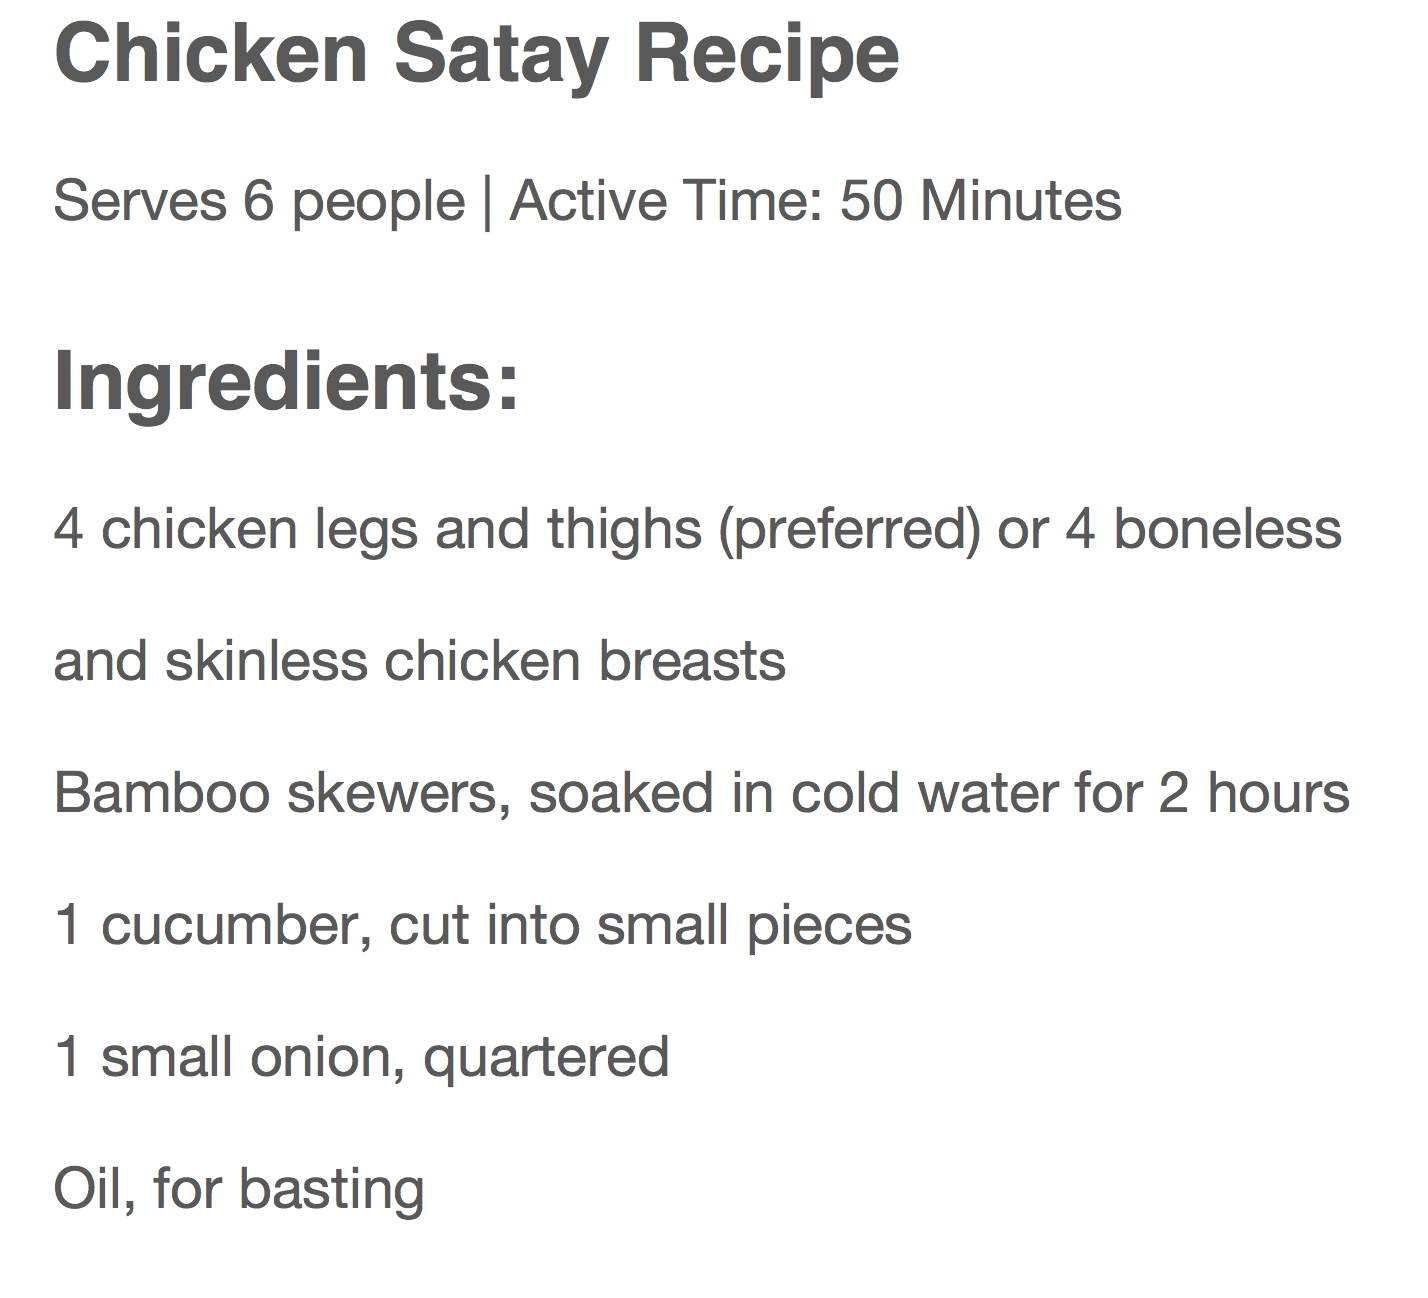 Chicken Satay Recipe
Serves 6 people | Active Time: 50 Minutes
Ingredients:
4 chicken legs and thighs (preferred) or 4 boneless
and skinless chicken breasts
Bamboo skewers, soaked in cold water for 2 hours
1 cucumber, cut into small pieces
1 small onion, quartered
Oil, for basting